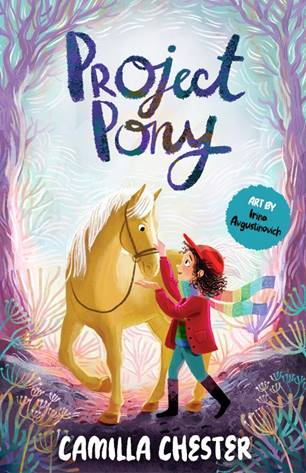 PROJECT
PONY
ART BY
Irina
Avgustinovich
CAMILLA CHESTER